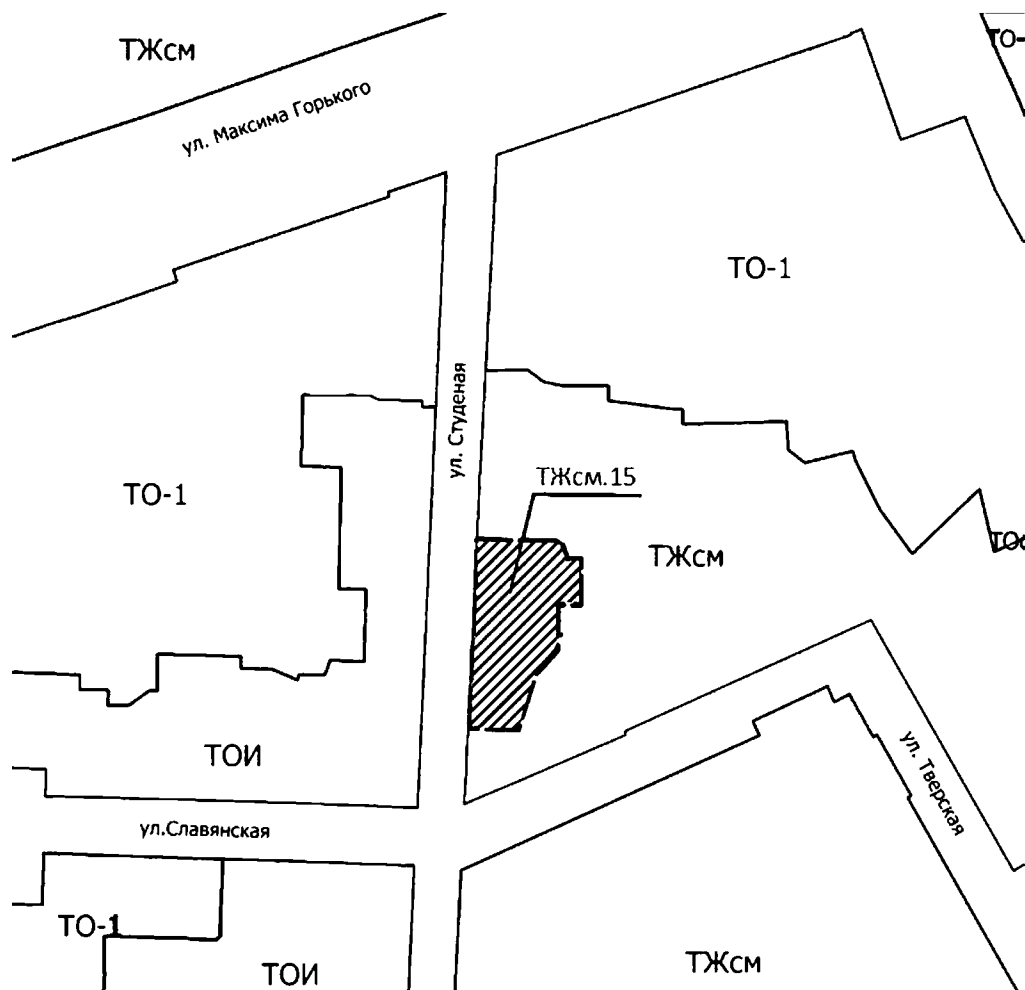 ТЖсм
ТО-
ул. Максима Горького
ТО-1
ул. Студеная
ТЖсм.15
ТО-1
ТЖсм
ТОИ
ул. Тверская
ул.Славянская
ТО-1
ТОИ
ТЖсм